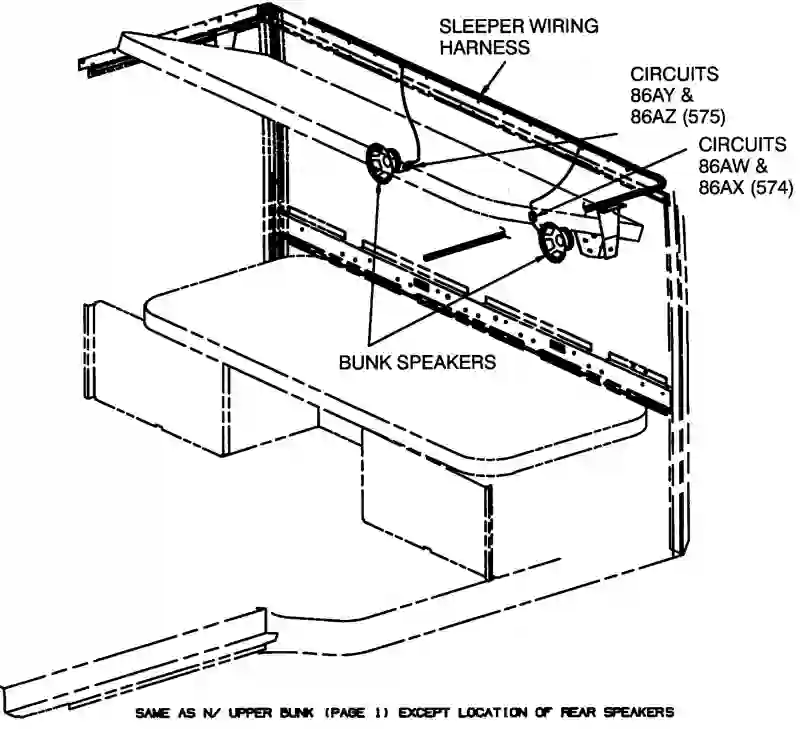 SLEEPER WIRING
HARNESS
CIRCUITS
86AY &
86AZ (575)
CIRCUITS
86AW &
86AX (574)
BUNK SPEAKERS
SAME AS N/ UPPER BUNK (PAGE 1) EXCEPT LOCATION OF REAR SPEAKERS